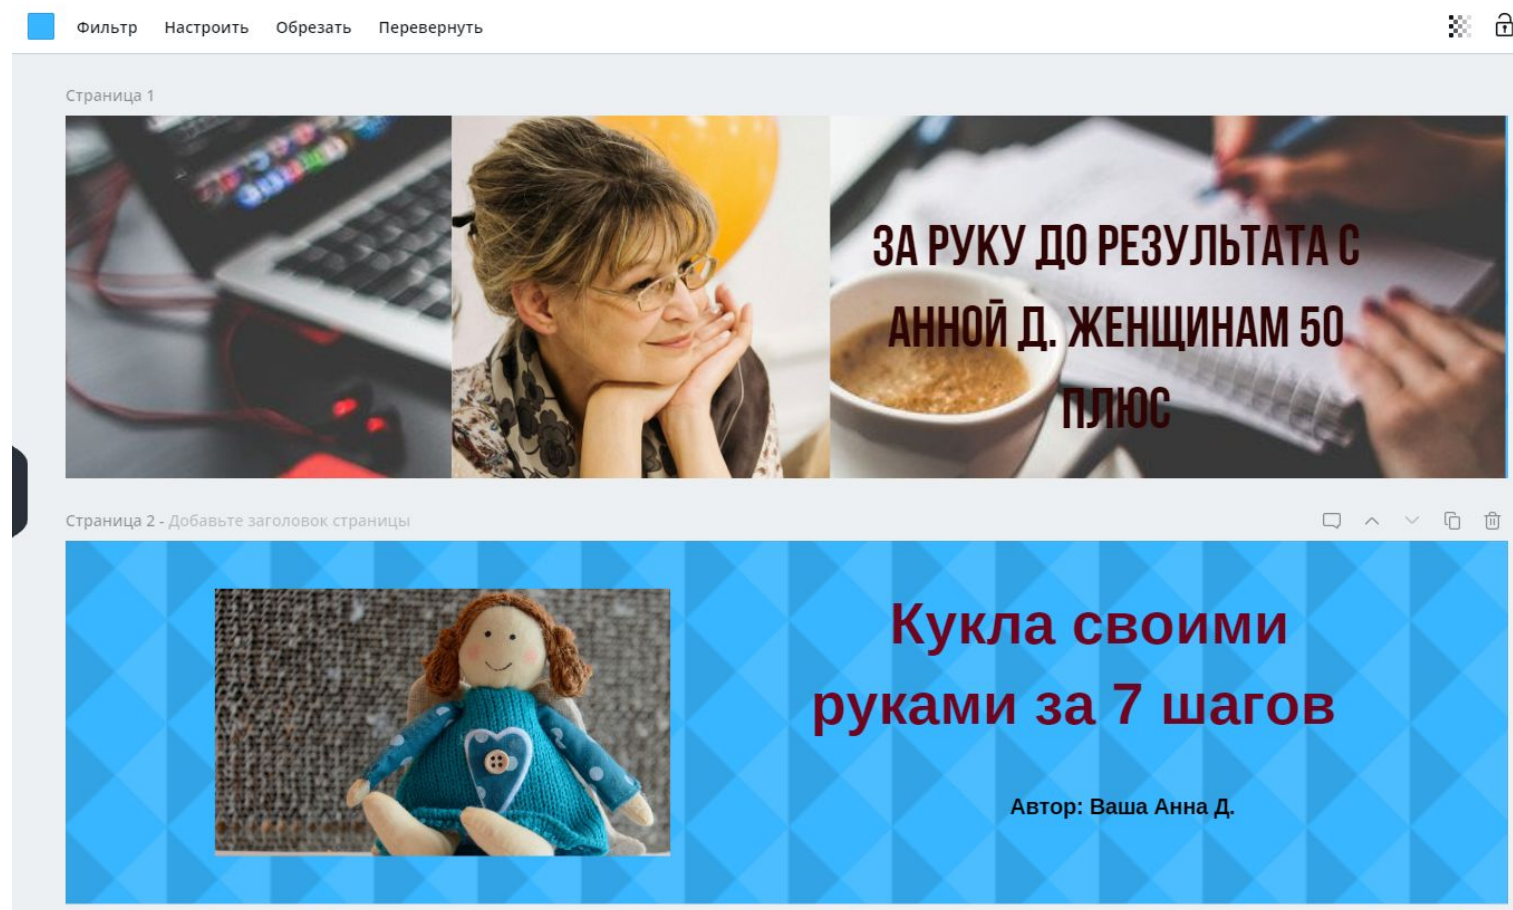 Фильтр Настроить Обрезать Перевернуть
Страница 1
ЗА РУКУ ДО РЕЗУЛЬТАТА С
АННОЙ Д. ЖЕНЩИНАМ 50
ПЛЮС
Страница 2 - Добавьте заголовок страницы
Кукла своими
руками за 7 шагов
Автор: Ваша Анна Д.